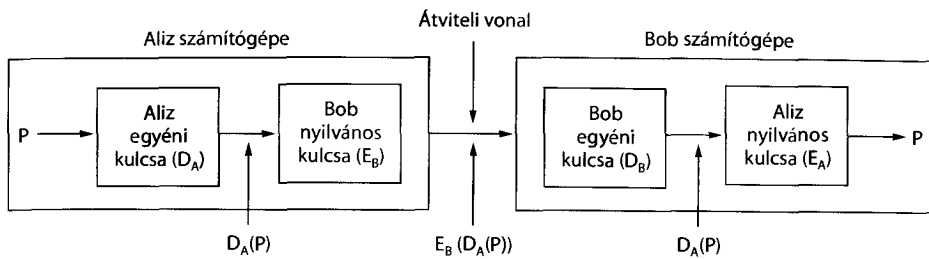 Átviteli vonal
Aliz számítógépe
Bob számítógépe
P
Aliz
egyéni
kulcsa (D_A)
Bob
nyilvános
kulcsa (E_B)
Bob
egyéni
kulcsa (D_B)
Aliz
nyilvános
kulcsa (E_A)
P
D_A(P)
E_B (D_A(P))
D_A(P)